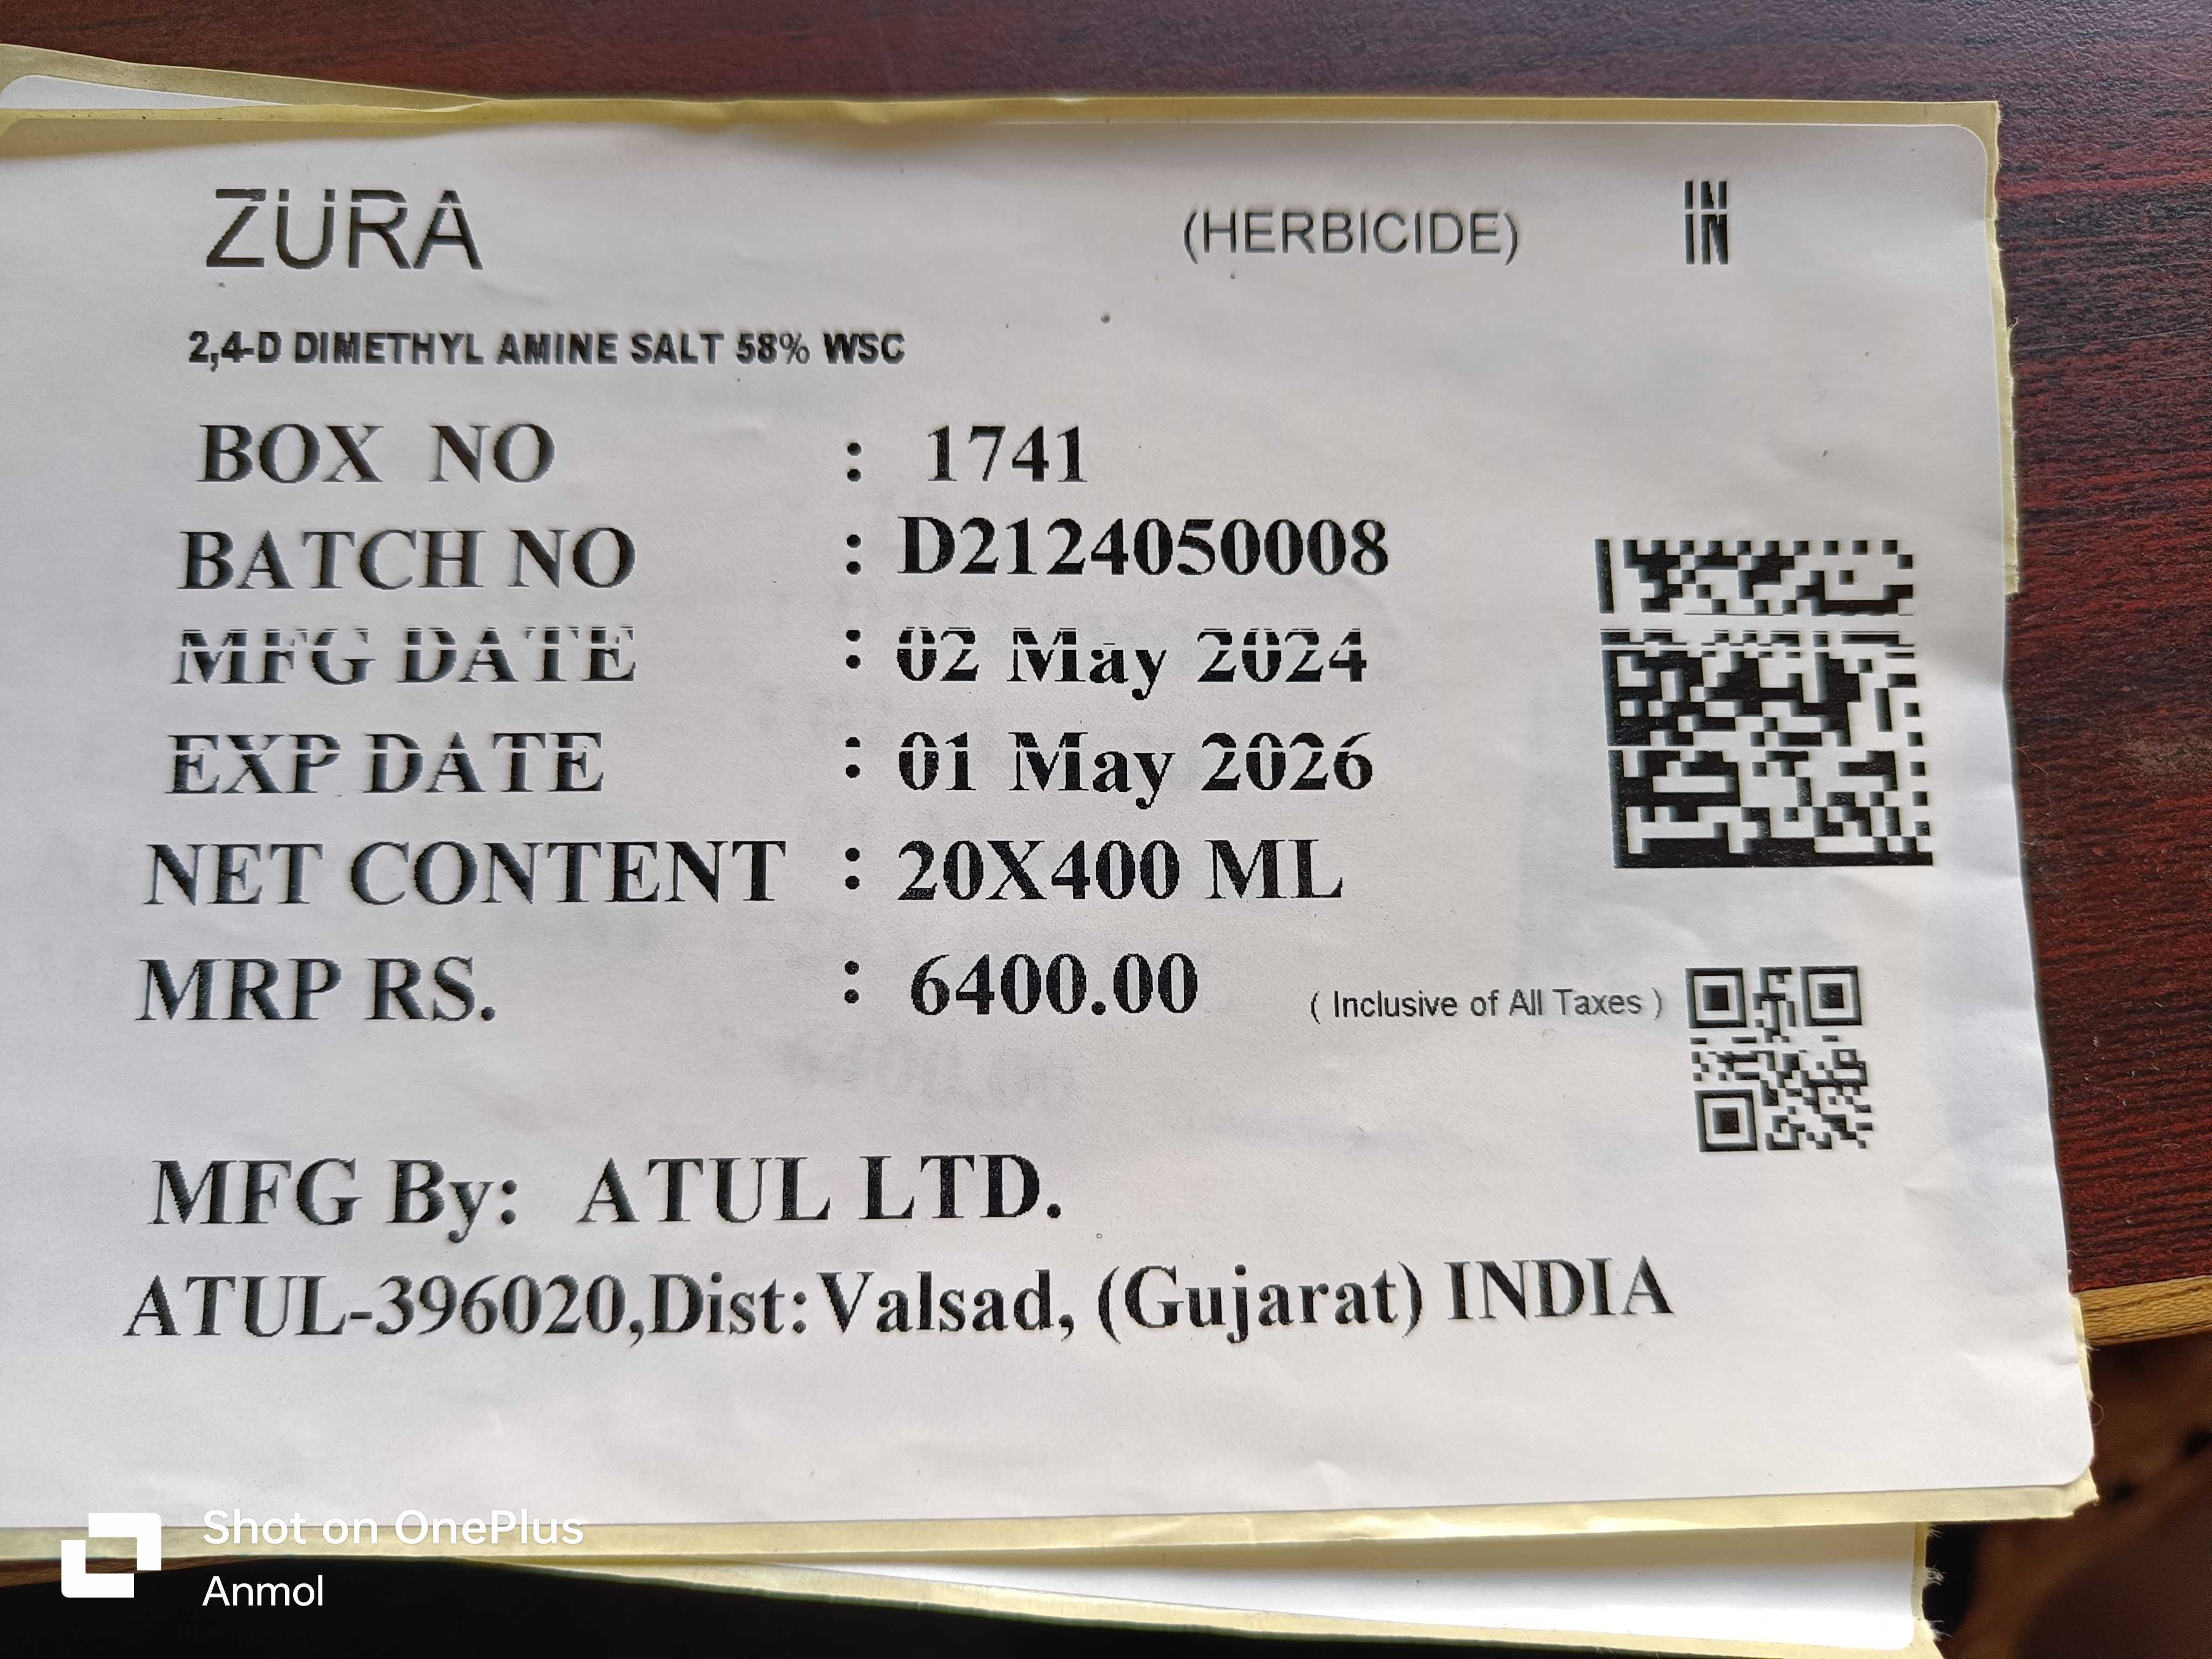 ZURA (HERBICIDE) IN
2,4-D DIMETHYL AMINE SALT 58% WSC
BOX NO : 1741
BATCH NO : D2124050008
MFG DATE : 02 May 2024
EXP DATE : 01 May 2026
NET CONTENT : 20X400 ML
MRP RS. : 6400.00 ( Inclusive of All Taxes )
MFG By: ATUL LTD.
ATUL-396020,Dist:Valsad, (Gujarat) INDIA
Shot on OnePlus
Anmol